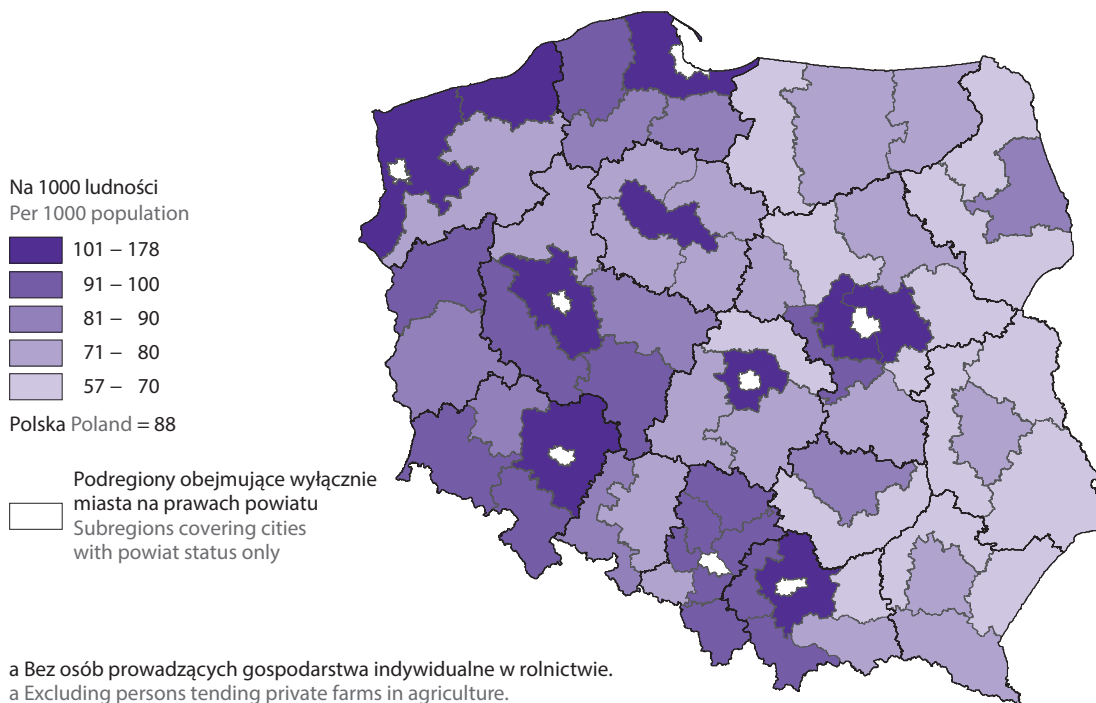 Na 1000 ludności
Per 1000 population
101 – 178
91 – 100
81 – 90
71 – 80
57 – 70
Polska Poland = 88
Podregiony obejmujące wyłącznie
miasta na prawach powiatu
Subregions covering cities
with powiat status only
a Bez osób prowadzących gospodarstwa indywidualne w rolnictwie.
a Excluding persons tending private farms in agriculture.